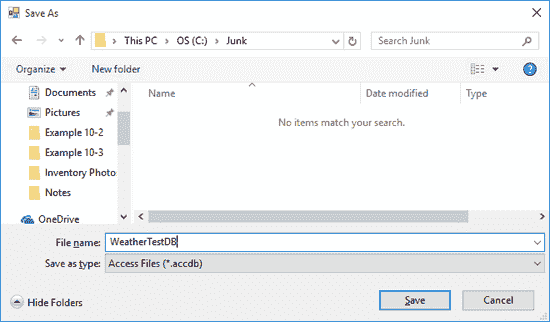 Save As
This PC > OS (C:) > Junk
Search Junk
Organize
New folder
Name
Date modified
Type
Documents
Pictures
Example 10-2
Example 10-3
Inventory Photos
Notes
OneDrive
No items match your search.
File name: WeatherTestDB
Save as type: Access Files (*.accdb)
Hide Folders
Save
Cancel